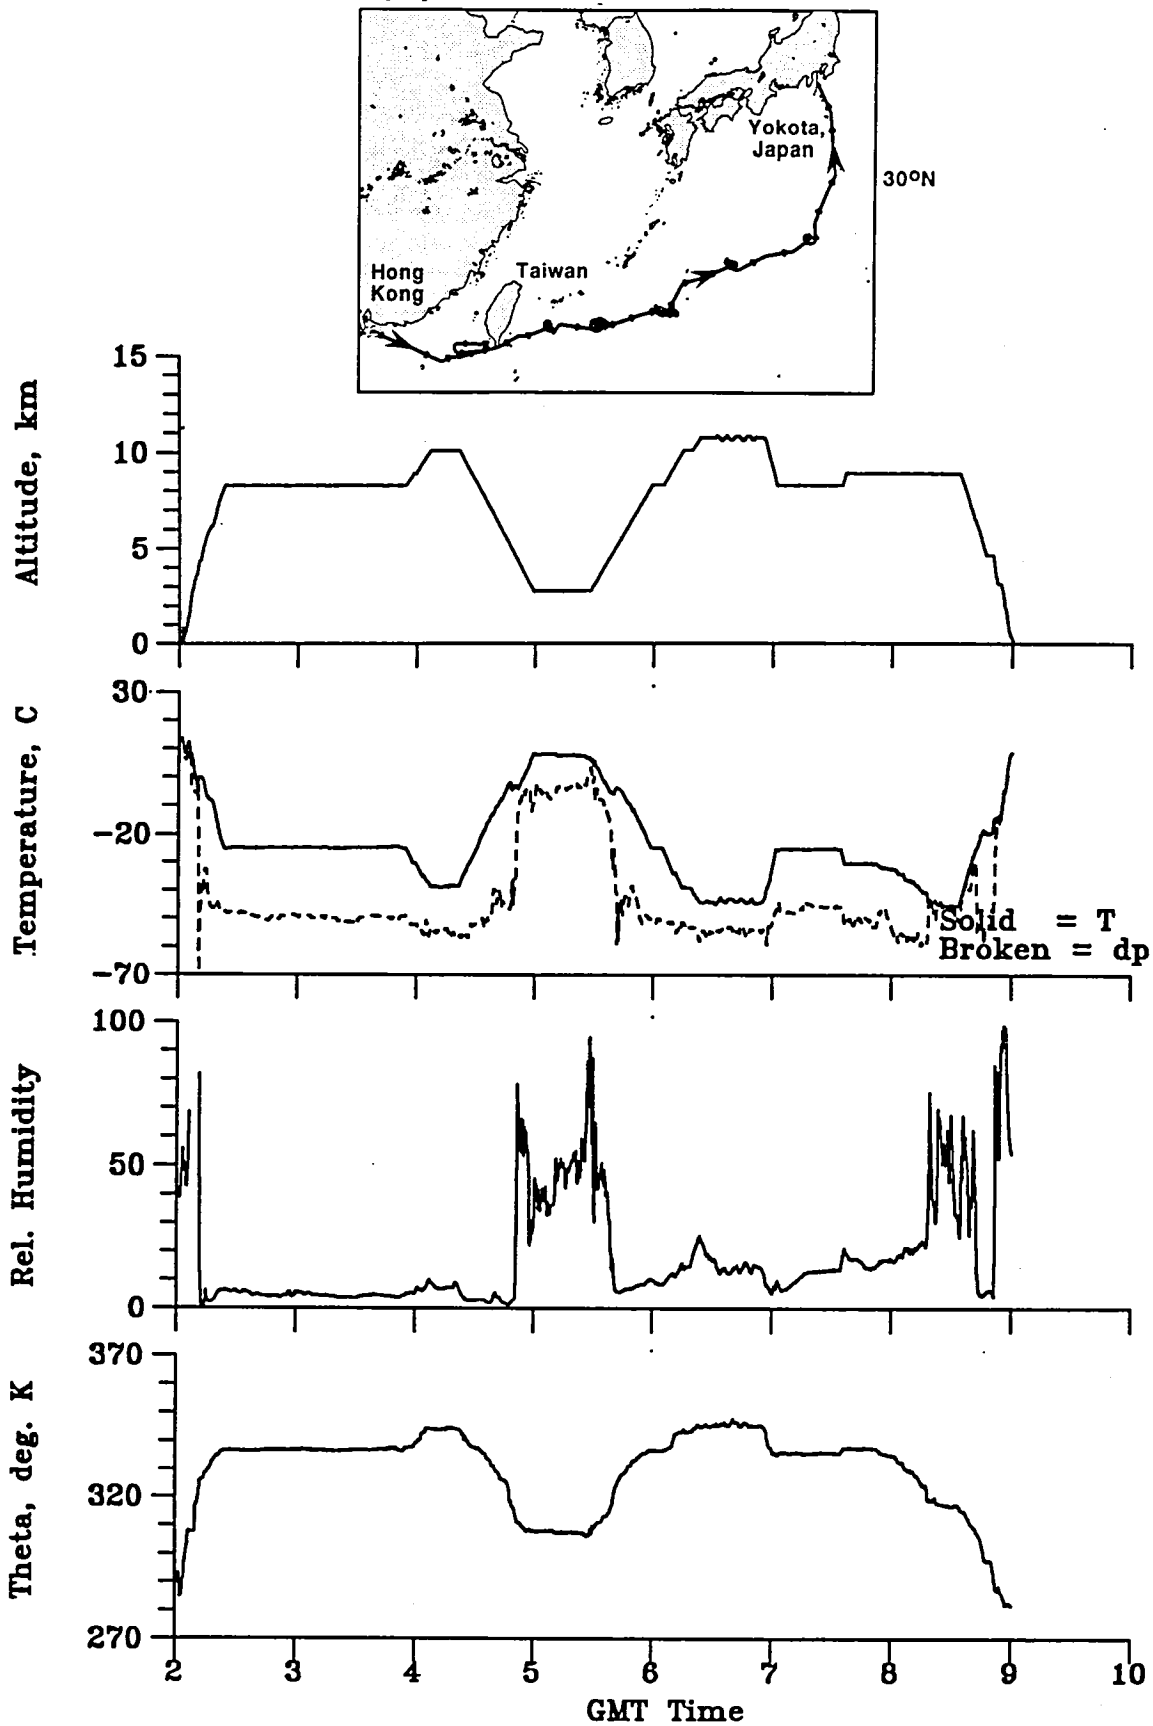 Yokota,
Japan
30°N
Hong
Kong
Taiwan
15
10
5
0
Altitude, km
30
-20
-70
Temperature, C
Solid = T
Broken = dp
100
50
0
Rel. Humidity
370
320
270
Theta, deg. K
2 3 4 5 6 7 8 9 10
GMT Time